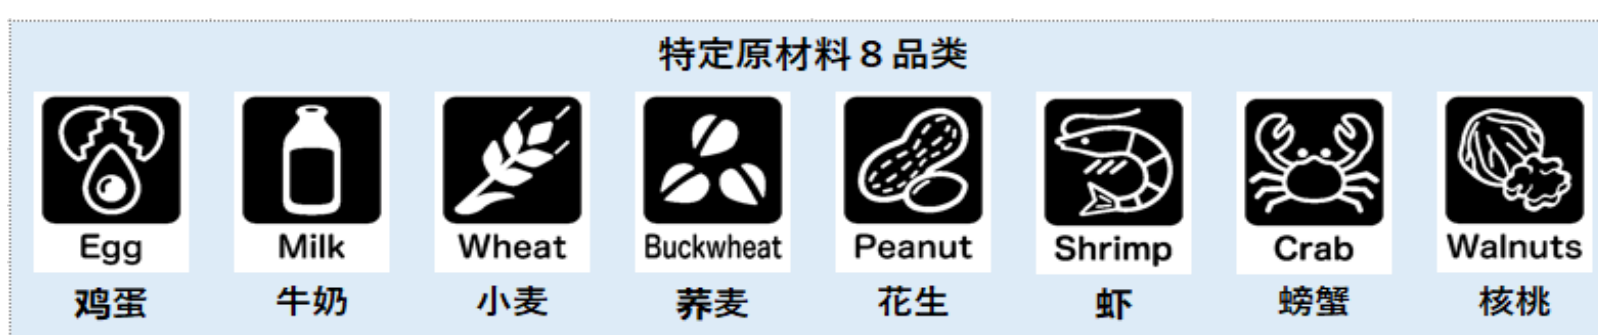 特定原材料８品类
Egg Milk Wheat Buckwheat Peanut Shrimp Crab Walnuts
鸡蛋 牛奶 小麦 荞麦 花生 虾 螃蟹 核桃